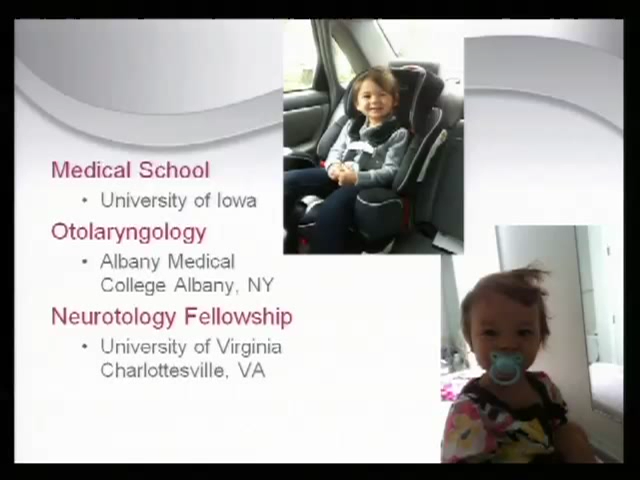 Medical School
• University of Iowa
Otolaryngology
• Albany Medical
College Albany, NY
Neurotology Fellowship
• University of Virginia
Charlottesville, VA